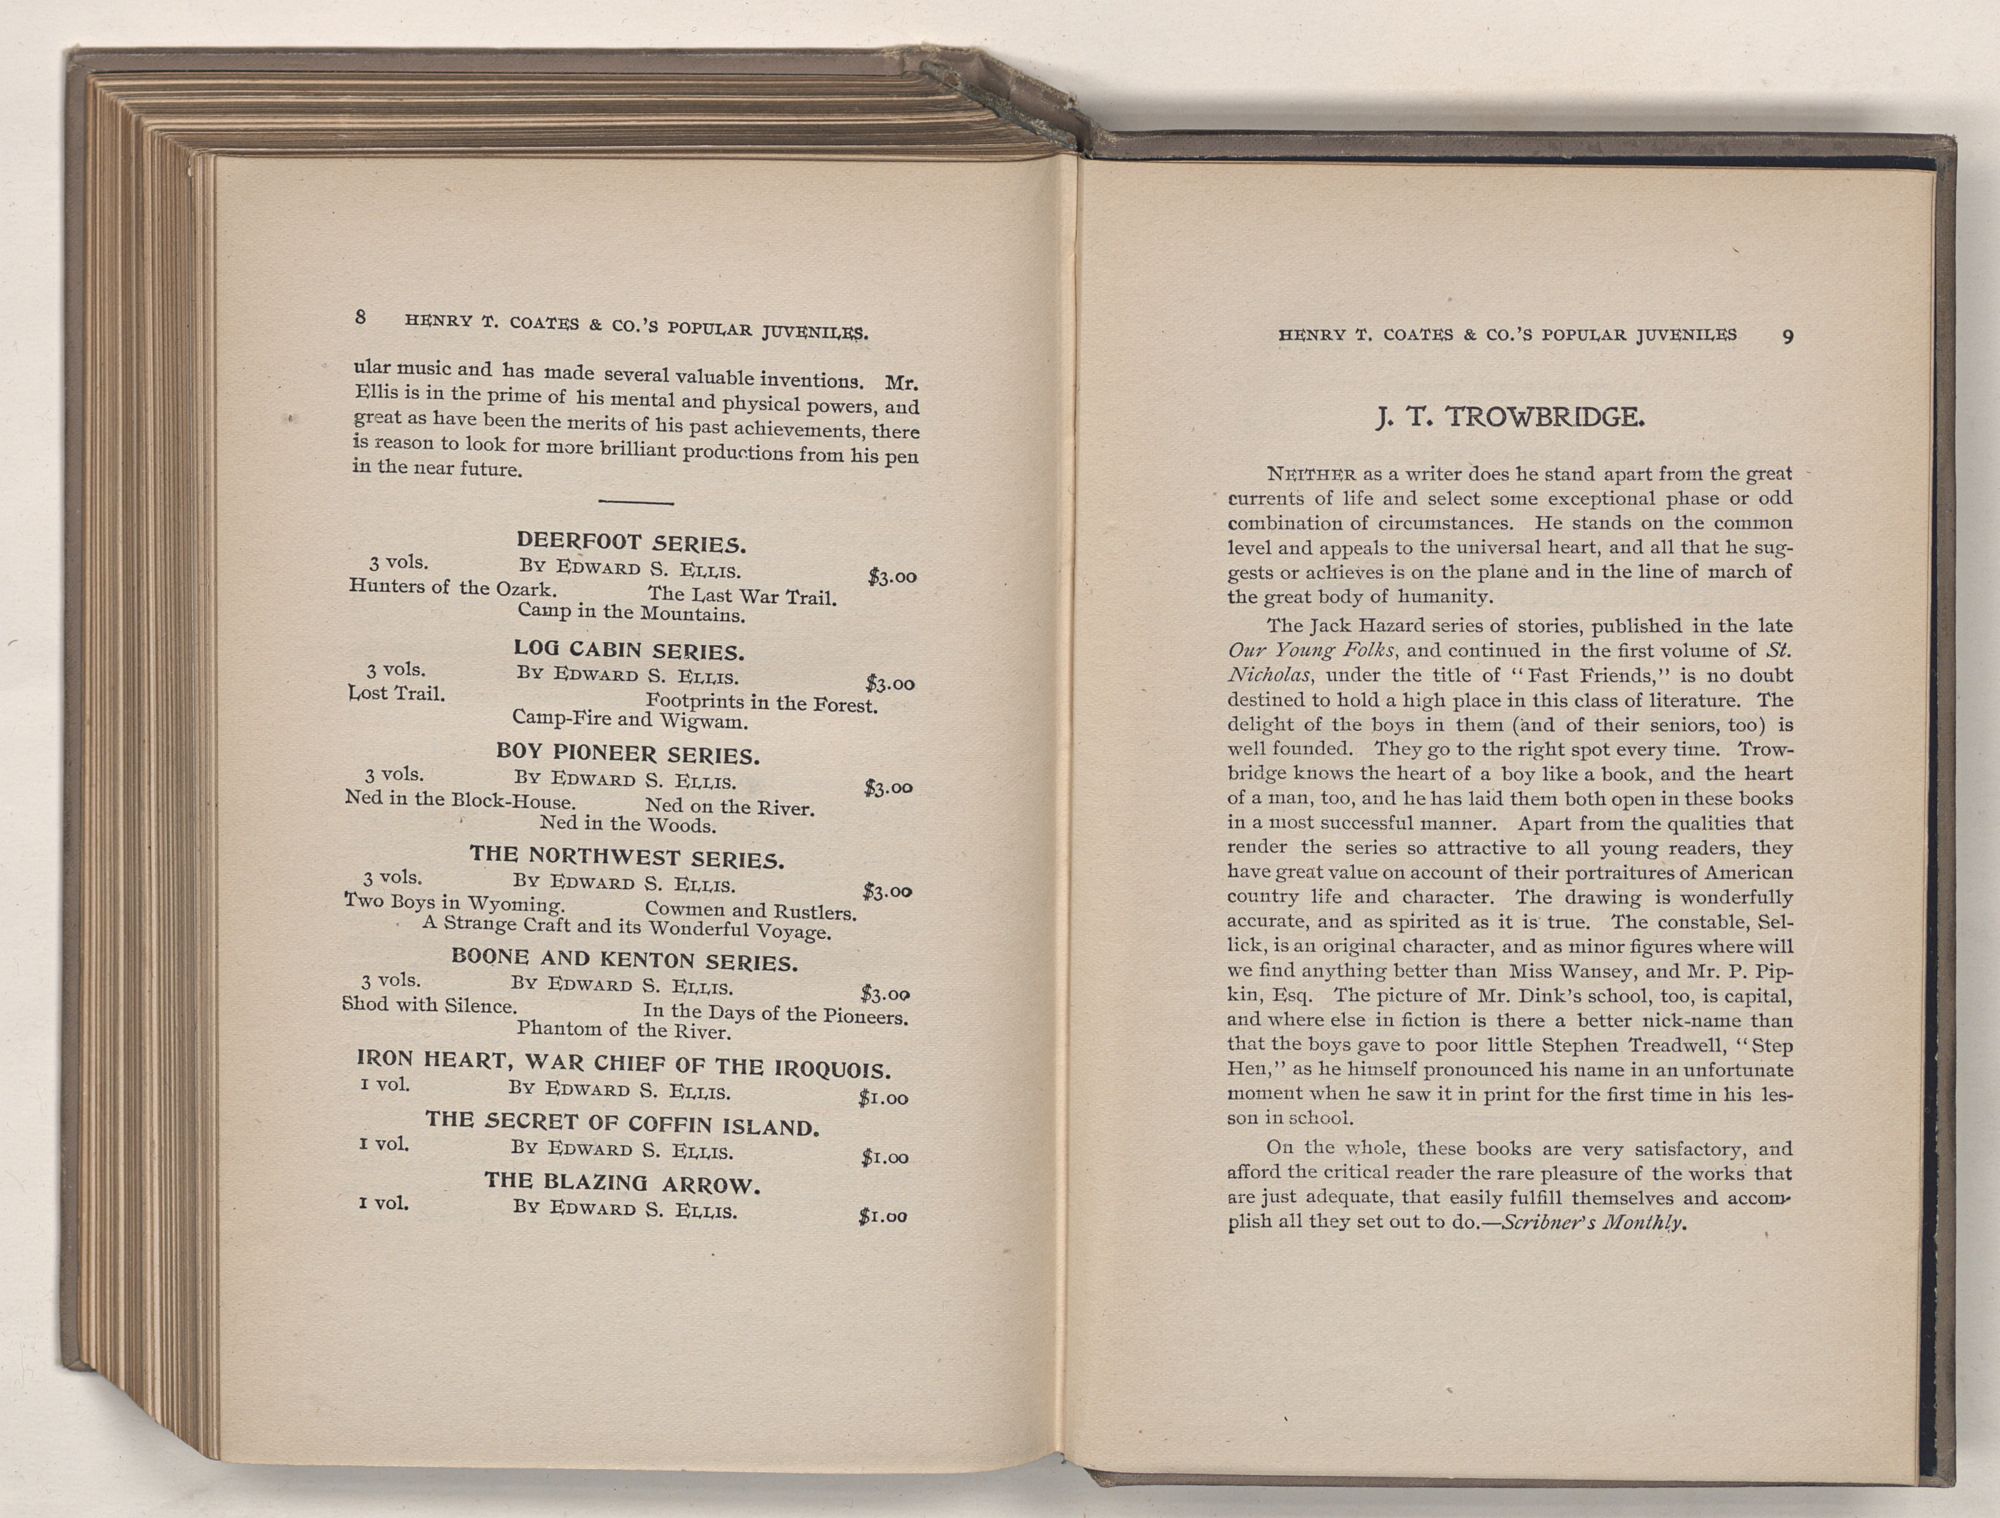 8 HENRY T. COATES & CO.'S POPULAR JUVENILES.
ular music and has made several valuable inventions. Mr.
Ellis is in the prime of his mental and physical powers, and
great as have been the merits of his past achievements, there
is reason to look for more brilliant productions from his pen
in the near future.
DEERFOOT SERIES.
3 vols. BY EDWARD S. ELLIS. $3.00
Hunters of the Ozark. The Last War Trail.
Camp in the Mountains.
LOG CABIN SERIES.
3 vols. BY EDWARD S. ELLIS. $3.00
Lost Trail. Footprints in the Forest.
Camp-Fire and Wigwam.
BOY PIONEER SERIES.
3 vols. BY EDWARD S. ELLIS. $3.00
Ned in the Block-House. Ned on the River.
Ned in the Woods.
THE NORTHWEST SERIES.
3 vols. BY EDWARD S. ELLIS. $3.00
Two Boys in Wyoming. Cowmen and Rustlers.
A Strange Craft and its Wonderful Voyage.
BOONE AND KENTON SERIES.
3 vols. BY EDWARD S. ELLIS. $3.00
Shod with Silence. In the Days of the Pioneers.
Phantom of the River.
IRON HEART, WAR CHIEF OF THE IROQUOIS.
1 vol. BY EDWARD S. ELLIS. $1.00
THE SECRET OF COFFIN ISLAND.
1 vol. BY EDWARD S. ELLIS. $1.00
THE BLAZING ARROW.
1 vol. BY EDWARD S. ELLIS. $1.00
HENRY T. COATES & CO.'S POPULAR JUVENILES 9
J. T. TROWBRIDGE.
NEITHER as a writer does he stand apart from the great
currents of life and select some exceptional phase or odd
combination of circumstances. He stands on the common
level and appeals to the universal heart, and all that he sug-
gests or achieves is on the plane and in the line of march of
the great body of humanity.
The Jack Hazard series of stories, published in the late
Our Young Folks, and continued in the first volume of St.
Nicholas, under the title of "Fast Friends," is no doubt
destined to hold a high place in this class of literature. The
delight of the boys in them (and of their seniors, too) is
well founded. They go to the right spot every time. Trow-
bridge knows the heart of a boy like a book, and the heart
of a man, too, and he has laid them both open in these books
in a most successful manner. Apart from the qualities that
render the series so attractive to all young readers, they
have great value on account of their portraitures of American
country life and character. The drawing is wonderfully
accurate, and as spirited as it is true. The constable, Sel-
lick, is an original character, and as minor figures where will
we find anything better than Miss Wansey, and Mr. P. Pip-
kin, Esq. The picture of Mr. Dink's school, too, is capital,
and where else in fiction is there a better nick-name than
that the boys gave to poor little Stephen Treadwell, "Step
Hen," as he himself pronounced his name in an unfortunate
moment when he saw it in print for the first time in his les-
son in school.
On the whole, these books are very satisfactory, and
afford the critical reader the rare pleasure of the works that
are just adequate, that easily fulfill themselves and accom-
plish all they set out to do.—Scribner's Monthly.